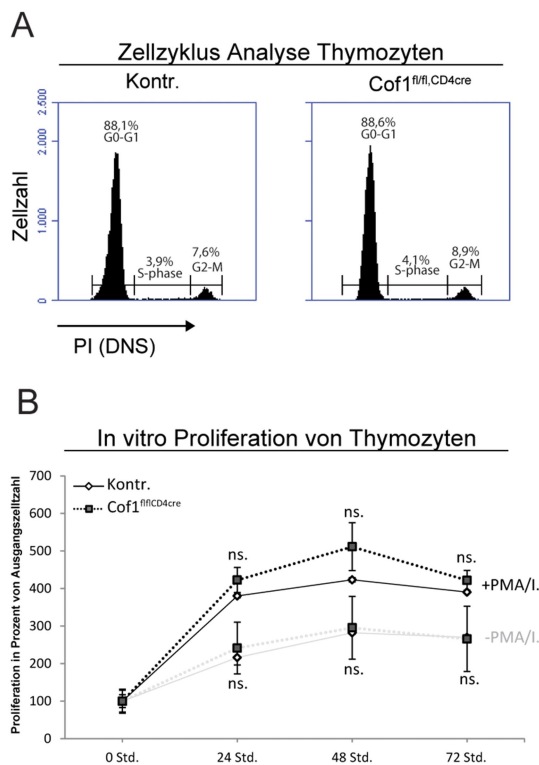 A
Zellzyklus Analyse Thymozyten
Kontr.
Cof1fl/fl,CD4cre
2.500
2.000
1.000
0
Zellzahl
88,1%
G0-G1
3,9%
S-phase
7,6%
G2-M
88,6%
G0-G1
4,1%
S-phase
8,9%
G2-M
PI (DNS)
B
In vitro Proliferation von Thymozyten
Proliferation in Prozent von Ausgangszelltzahl
700
600
500
400
300
200
100
0
Kontr.
Cof1flflCD4cre
ns.
ns.
ns.
+PMA/I.
-PMA/I.
ns.
ns.
ns.
0 Std.
24 Std.
48 Std.
72 Std.